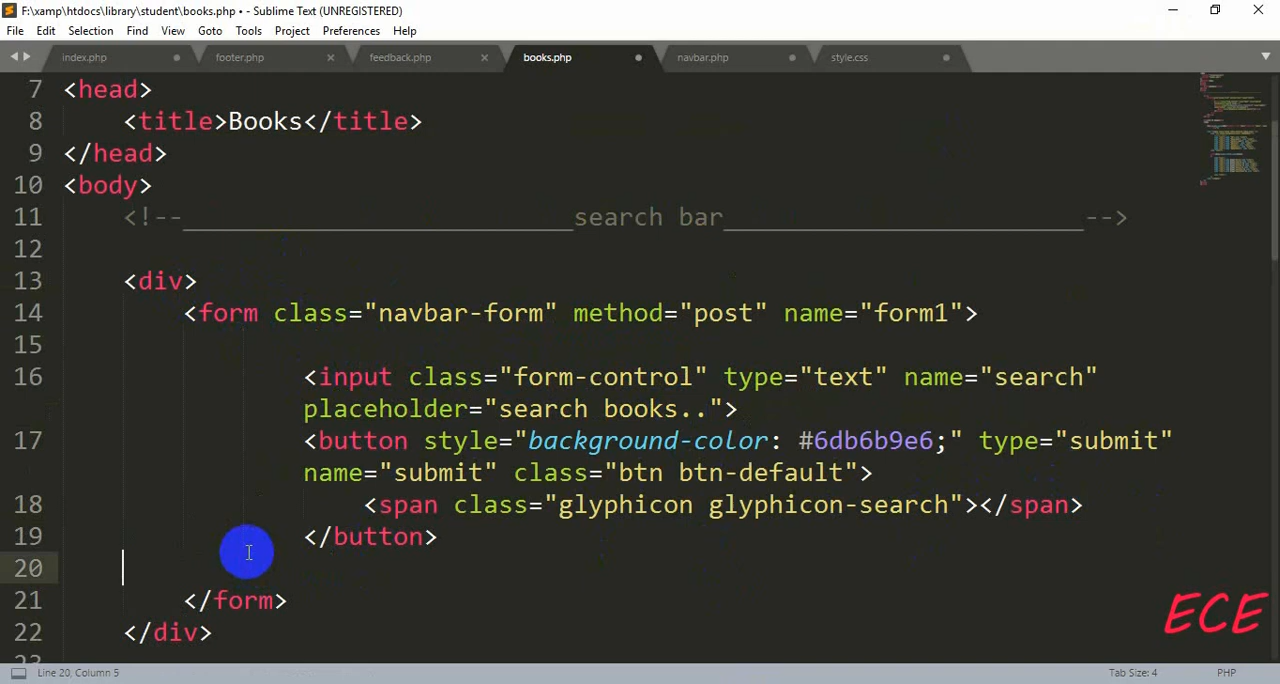 F:\xamp\htdocs\library\student\books.php • - Sublime Text (UNREGISTERED)
File Edit Selection Find View Goto Tools Project Preferences Help
index.php footer.php feedback.php books.php navbar.php style.css
7 <head>
8 <title>Books</title>
9 </head>
10 <body>
11 <!--__________________________search bar________________________-->
12
13 <div>
14 <form class="navbar-form" method="post" name="form1">
15
16 <input class="form-control" type="text" name="search"
placeholder="search books..">
17 <button style="background-color: #6db6b9e6;" type="submit"
name="submit" class="btn btn-default">
18 <span class="glyphicon glyphicon-search"></span>
19 </button>
20
21 </form>
22 </div>
23
ECE
Line 20, Column 5 Tab Size: 4 PHP